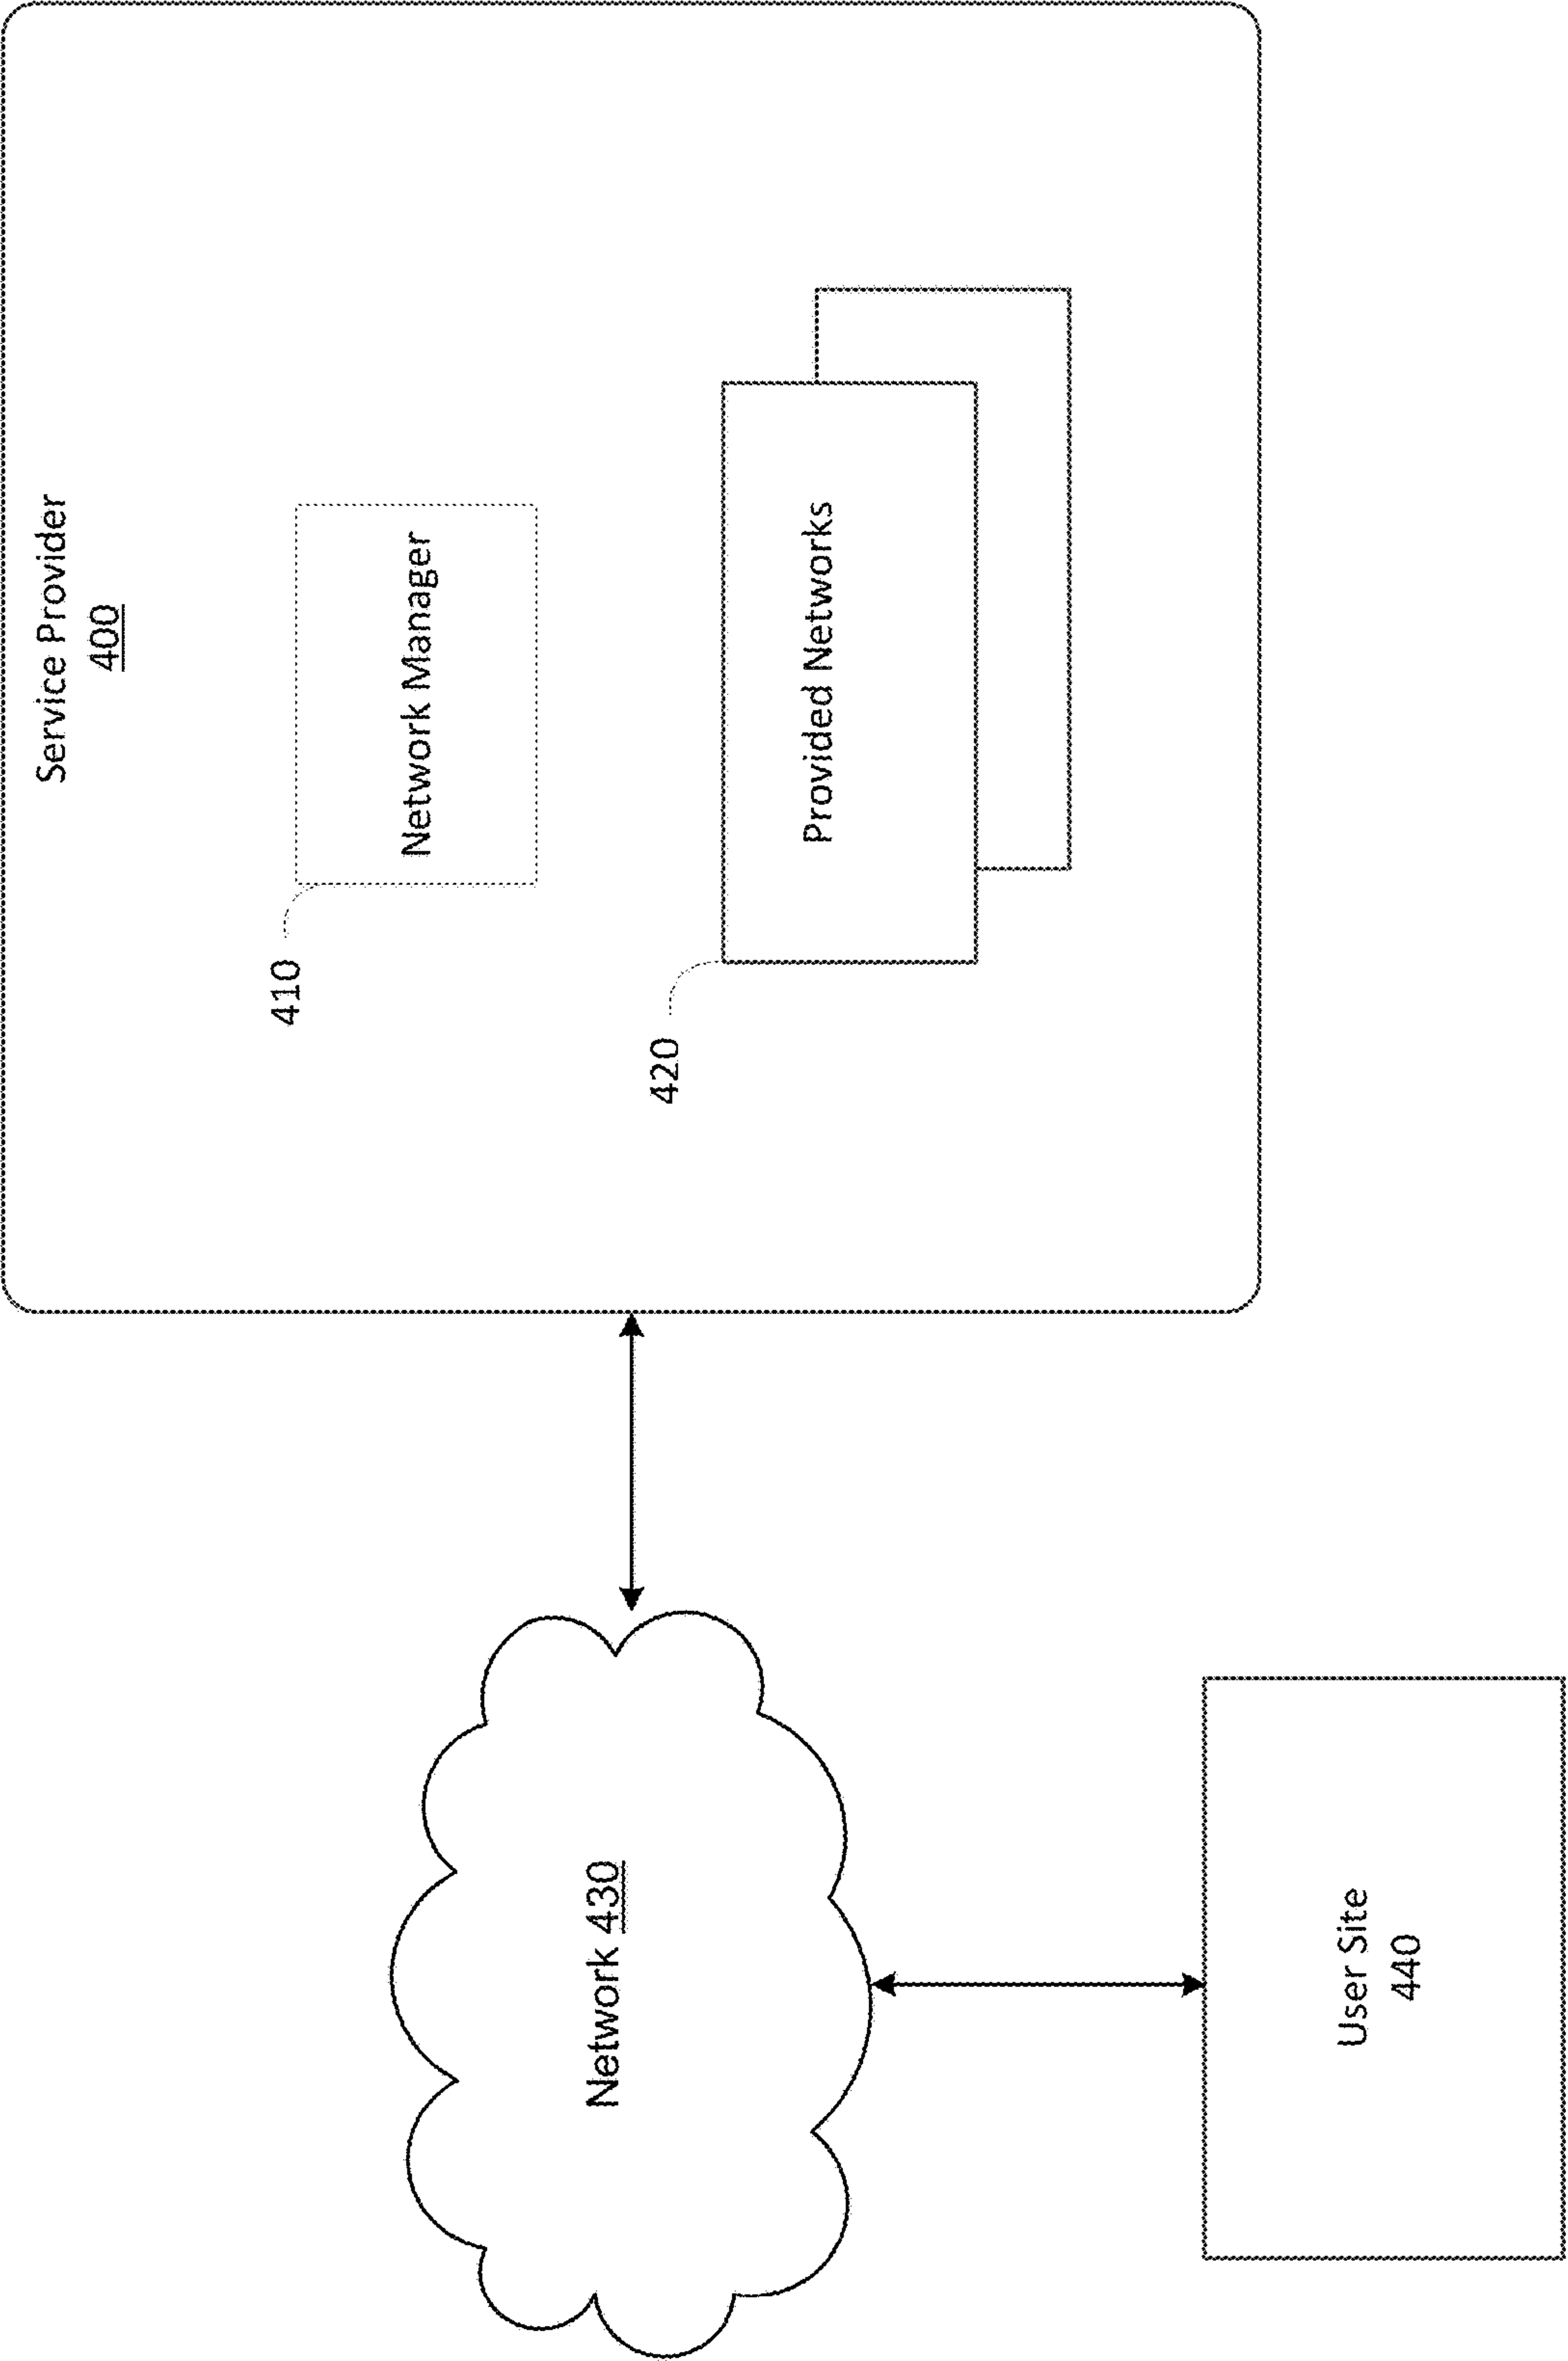 Service Provider
400
410
Network Manager
420
Provided Networks
Network 430
User Site
440